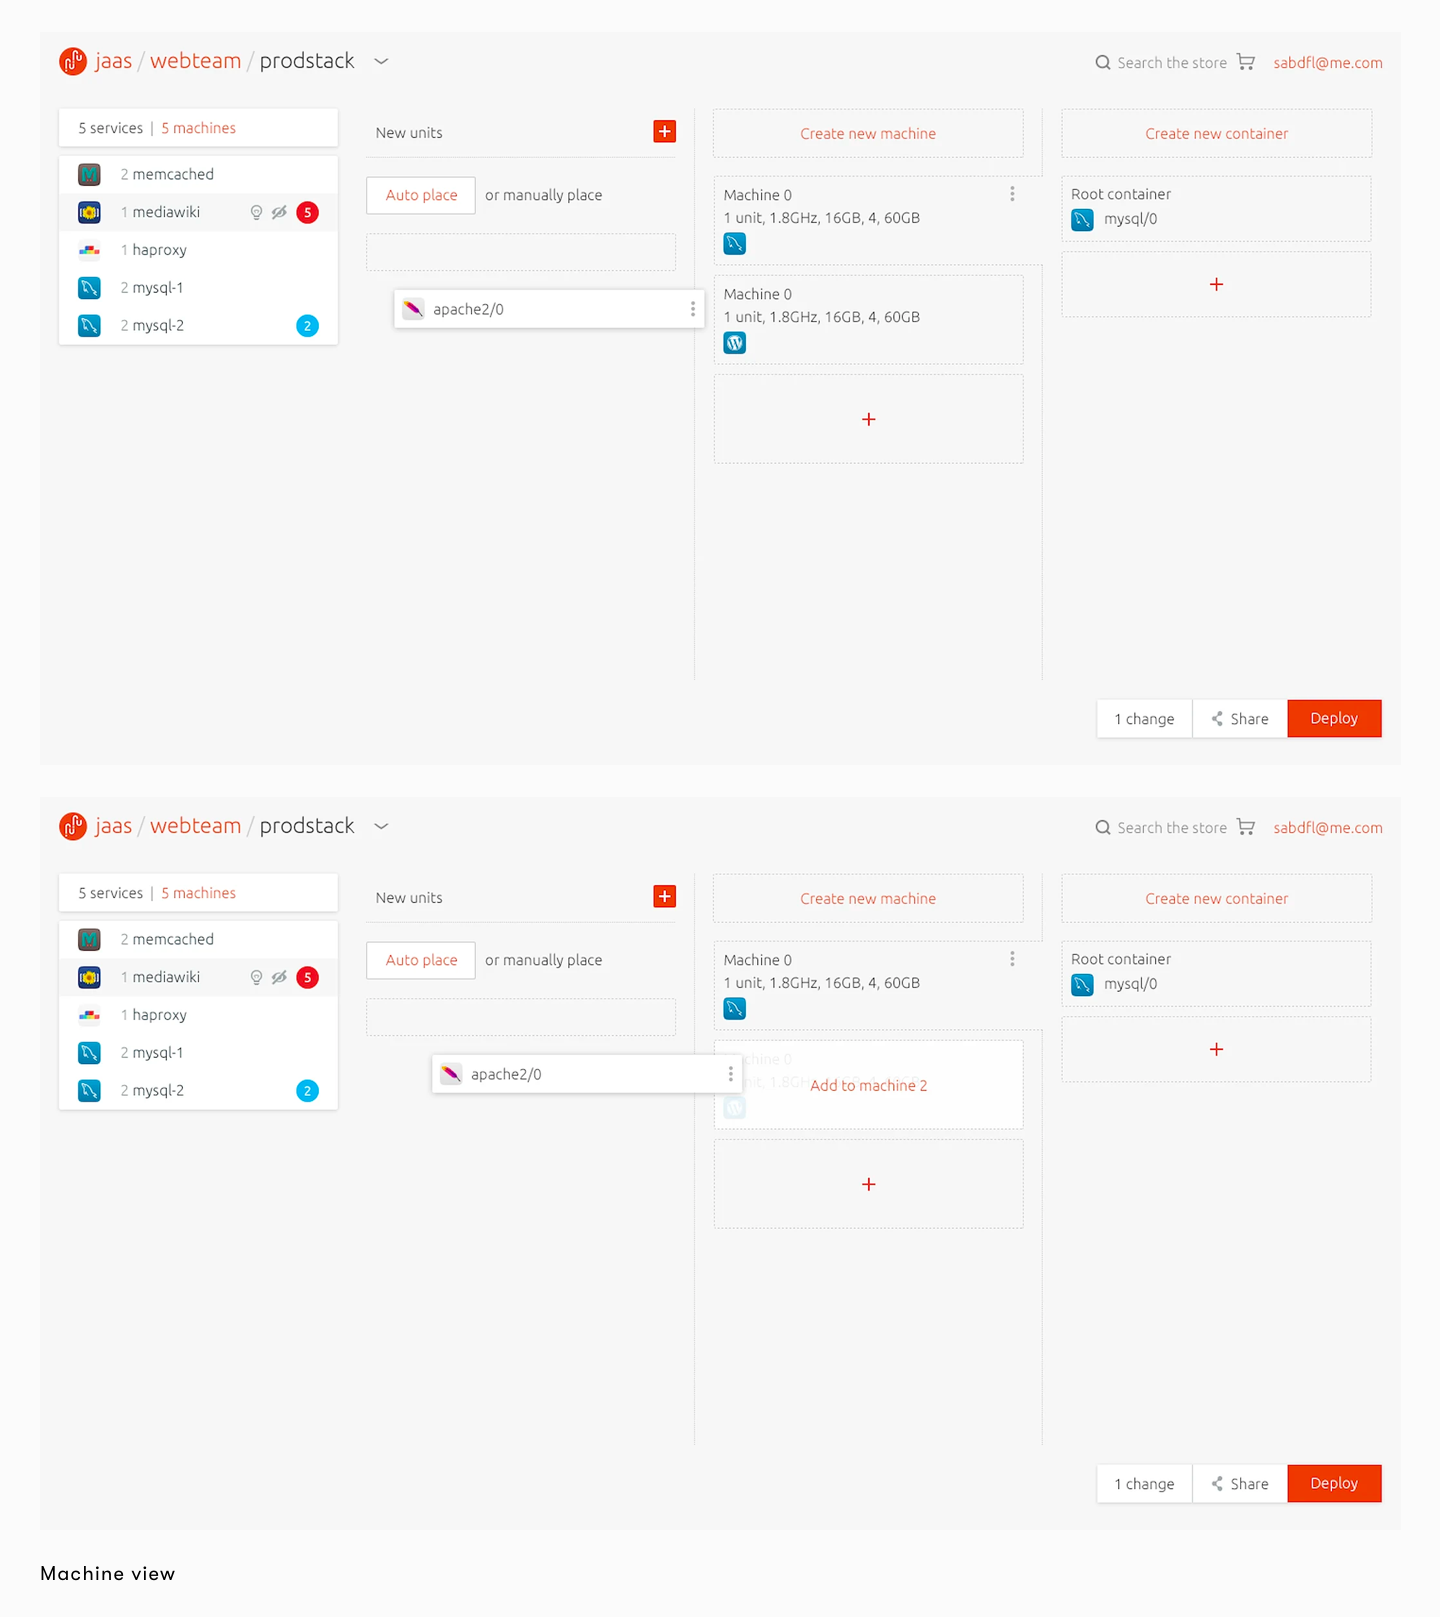 jaas / webteam / prodstack
Search the store
sabdfl@me.com
5 services | 5 machines
2 memcached
1 mediawiki
5
1 haproxy
2 mysql-1
2 mysql-2
2
New units
Auto place or manually place
apache2/0
Create new machine
Machine 0
1 unit, 1.8GHz, 16GB, 4, 60GB
Machine 0
1 unit, 1.8GHz, 16GB, 4, 60GB
+
Create new container
Root container
mysql/0
+
1 change
Share
Deploy
jaas / webteam / prodstack
Search the store
sabdfl@me.com
5 services | 5 machines
2 memcached
1 mediawiki
5
1 haproxy
2 mysql-1
2 mysql-2
2
New units
Auto place or manually place
apache2/0
Create new machine
Machine 0
1 unit, 1.8GHz, 16GB, 4, 60GB
Add to machine 2
+
Create new container
Root container
mysql/0
+
1 change
Share
Deploy
Machine view